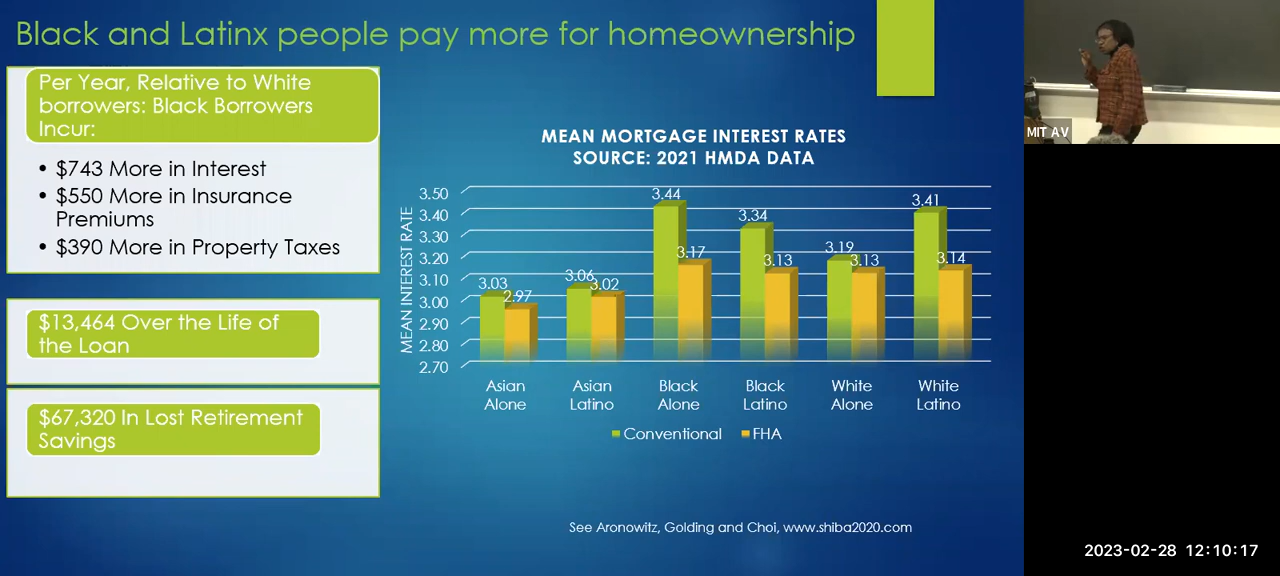 Black and Latinx people pay more for homeownership
Per Year, Relative to White
borrowers: Black Borrowers
Incur:
• $743 More in Interest
• $550 More in Insurance
Premiums
• $390 More in Property Taxes
$13,464 Over the Life of
the Loan
$67,320 In Lost Retirement
Savings
MEAN MORTGAGE INTEREST RATES
SOURCE: 2021 HMDA DATA
MEAN INTEREST RATE
3.50
3.40
3.30
3.20
3.10
3.00
2.90
2.80
2.70
3.03
2.97
3.06
3.02
3.44
3.17
3.34
3.13
3.19
3.13
3.41
3.14
Asian
Alone
Asian
Latino
Black
Alone
Black
Latino
White
Alone
White
Latino
Conventional
FHA
See Aronowitz, Golding and Choi, www.shiba2020.com
MIT AV
2023-02-28 12:10:17